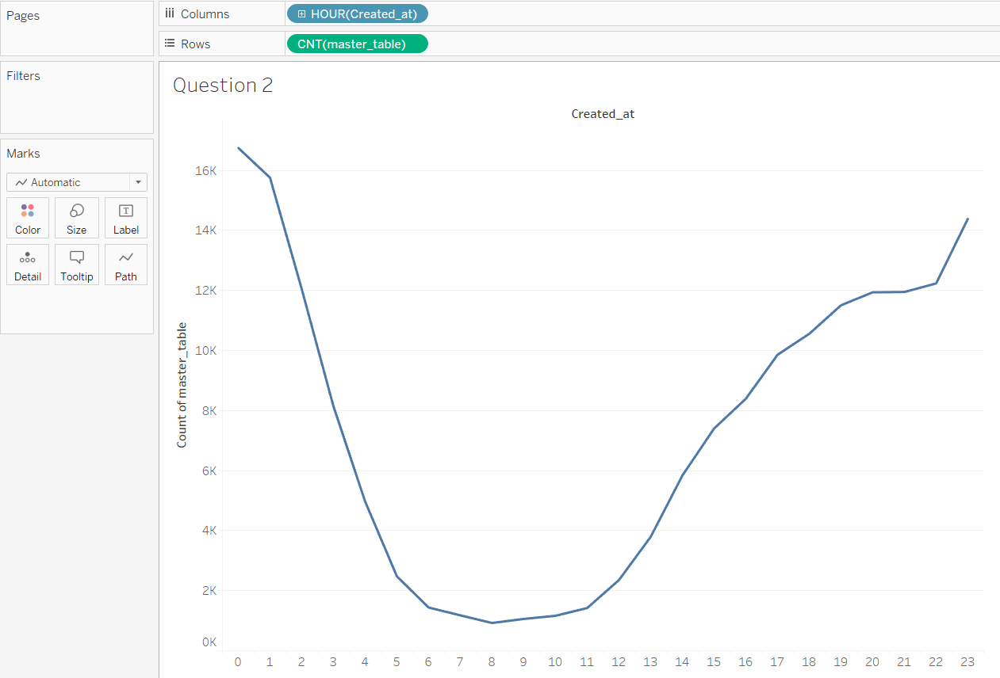 Pages
Columns
HOUR(Created_at)
Rows
CNT(master_table)
Filters
Marks
Automatic
Color
Size
Label
Detail
Tooltip
Path
Question 2
Created_at
Count of master_table
16K
14K
12K
10K
8K
6K
4K
2K
0K
0 1 2 3 4 5 6 7 8 9 10 11 12 13 14 15 16 17 18 19 20 21 22 23